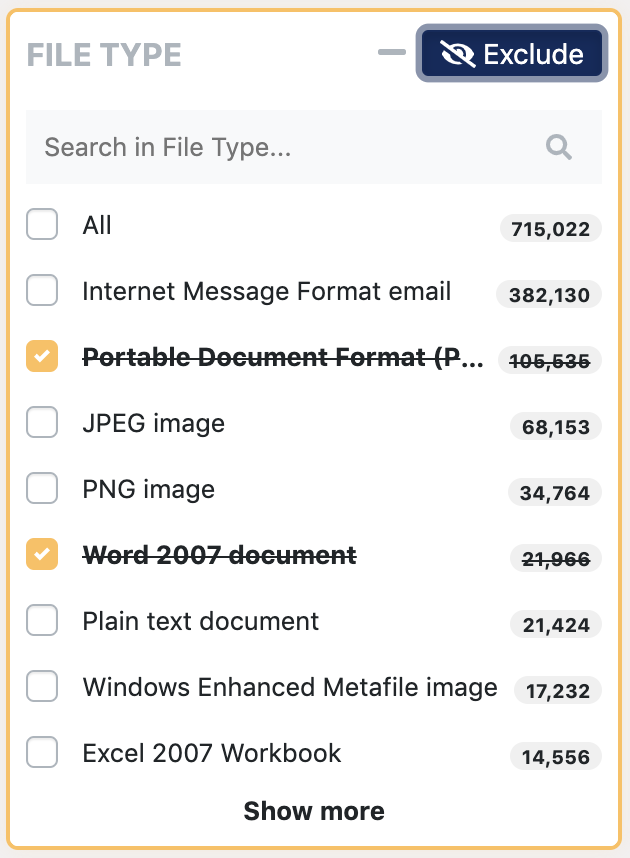 FILE TYPE Exclude
Search in File Type...
All 715,022
Internet Message Format email 382,130
Portable Document Format (P... 105,535
JPEG image 68,153
PNG image 34,764
Word 2007 document 21,966
Plain text document 21,424
Windows Enhanced Metafile image 17,232
Excel 2007 Workbook 14,556
Show more